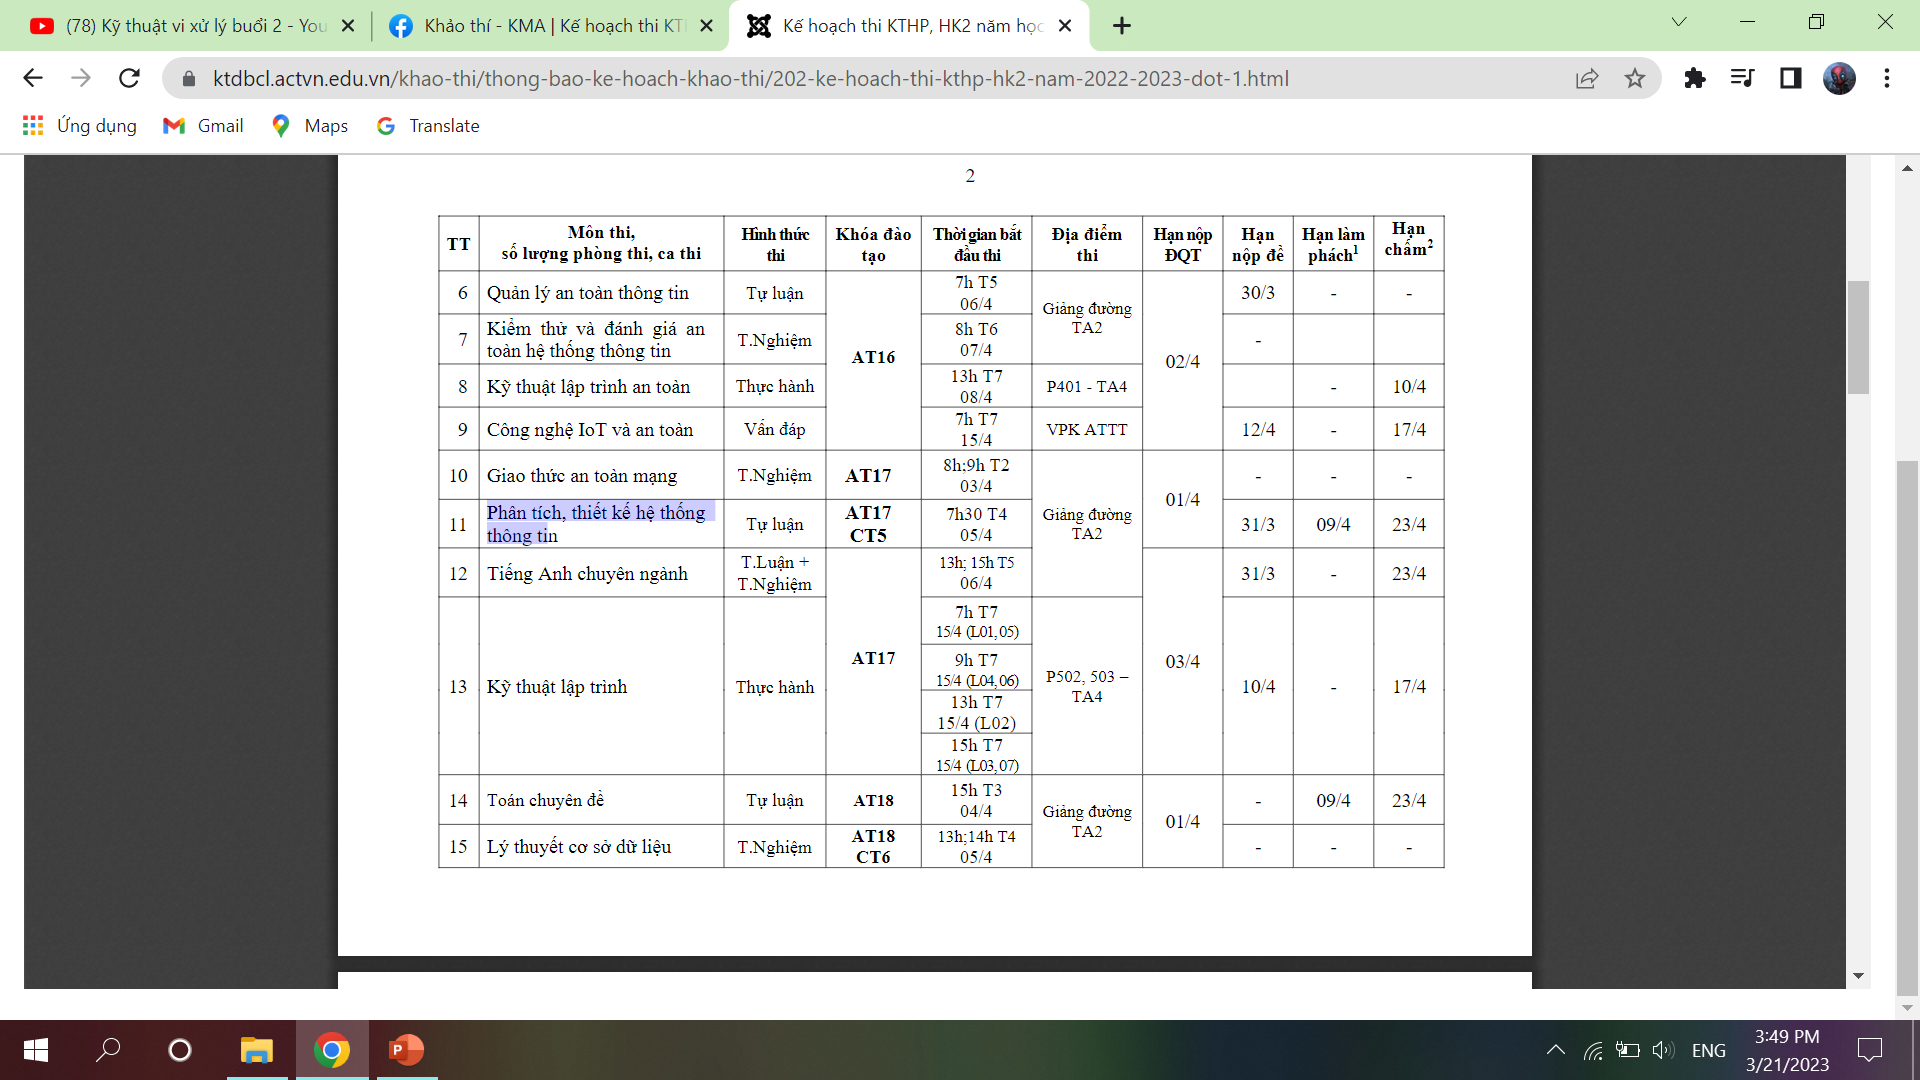 (78) Kỹ thuật vi xử lý buổi 2 - You
Khảo thí - KMA | Kế hoạch thi KTH
Kế hoạch thi KTHP, HK2 năm học
ktdbcl.actvn.edu.vn/khao-thi/thong-bao-ke-hoach-khao-thi/202-ke-hoach-thi-kthp-hk2-nam-2022-2023-dot-1.html
Ứng dụng Gmail Maps Translate
2
TT Môn thi, số lượng phòng thi, ca thi Hình thức thi Khóa đào tạo Thời gian bắt đầu thi Địa điểm thi Hạn nộp ĐQT Hạn nộp đề Hạn làm phách1 Hạn chấm2
6 Quản lý an toàn thông tin Tự luận AT16 7h T5 06/4 Giảng đường TA2 02/4 30/3 - -
7 Kiểm thử và đánh giá an toàn hệ thống thông tin T.Nghiệm 8h T6 07/4 -
8 Kỹ thuật lập trình an toàn Thực hành 13h T7 08/4 P401 - TA4 - 10/4
9 Công nghệ IoT và an toàn Vấn đáp 7h T7 15/4 VPK ATTT 12/4 - 17/4
10 Giao thức an toàn mạng T.Nghiệm AT17 8h;9h T2 03/4 Giảng đường TA2 01/4 - - -
11 Phân tích, thiết kế hệ thống thông tin Tự luận AT17 CT5 7h30 T4 05/4 31/3 09/4 23/4
12 Tiếng Anh chuyên ngành T.Luận + T.Nghiệm AT17 13h; 15h T5 06/4 03/4 31/3 - 23/4
13 Kỹ thuật lập trình Thực hành 7h T7 15/4 (L01,05) P502, 503 – TA4 10/4 - 17/4
9h T7 15/4 (L04,06)
13h T7 15/4 (L02)
15h T7 15/4 (L03,07)
14 Toán chuyên đề Tự luận AT18 15h T3 04/4 Giảng đường TA2 01/4 - 09/4 23/4
15 Lý thuyết cơ sở dữ liệu T.Nghiệm AT18 CT6 13h;14h T4 05/4 - - -
P
ENG
3:49 PM
3/21/2023